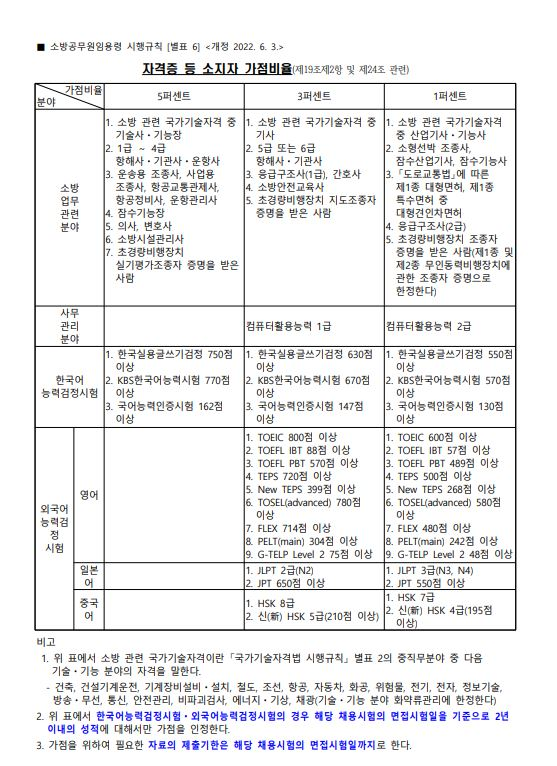 ■ 소방공무원임용령 시행규칙 [별표 6] <개정 2022. 6. 3.>
자격증 등 소지자 가점비율(제19조제2항 및 제24조 관련)
가점비율
분야
5퍼센트
3퍼센트
1퍼센트
소방
업무
관련
분야
1. 소방 관련 국가기술자격 중
기술사・기능장
2. 1급 ~ 4급
항해사・기관사・운항사
3. 운송용 조종사, 사업용
조종사, 항공교통관제사,
항공정비사, 운항관리사
4. 잠수기능장
5. 의사, 변호사
6. 소방시설관리사
7. 초경량비행장치
실기평가조종자 증명을 받은
사람
1. 소방 관련 국가기술자격 중
기사
2. 5급 또는 6급
항해사・기관사
3. 응급구조사(1급), 간호사
4. 소방안전교육사
5. 초경량비행장치 지도조종자
증명을 받은 사람
1. 소방 관련 국가기술자격
중 산업기사・기능사
2. 소형선박 조종사,
잠수산업기사, 잠수기능사
3.「도로교통법」에 따른
제1종 대형면허, 제1종
특수면허 중
대형견인차면허
4. 응급구조사(2급)
5. 초경량비행장치 조종자
증명을 받은 사람(제1종 및
제2종 무인동력비행장치에
관한 조종자 증명으로
한정한다)
사무
관리
분야
컴퓨터활용능력 1급
컴퓨터활용능력 2급
한국어
능력검정시험
1. 한국실용글쓰기검정 750점
이상
2. KBS한국어능력시험 770점
이상
3. 국어능력인증시험 162점
이상
1. 한국실용글쓰기검정 630점
이상
2. KBS한국어능력시험 670점
이상
3. 국어능력인증시험 147점
이상
1. 한국실용글쓰기검정 550점
이상
2. KBS한국어능력시험 570점
이상
3. 국어능력인증시험 130점
이상
외국어
능력검
정
시험
영어
1. TOEIC 800점 이상
2. TOEFL IBT 88점 이상
3. TOEFL PBT 570점 이상
4. TEPS 720점 이상
5. New TEPS 399점 이상
6. TOSEL(advanced) 780점
이상
7. FLEX 714점 이상
8. PELT(main) 304점 이상
9. G-TELP Level 2 75점 이상
1. TOEIC 600점 이상
2. TOEFL IBT 57점 이상
3. TOEFL PBT 489점 이상
4. TEPS 500점 이상
5. New TEPS 268점 이상
6. TOSEL(advanced) 580점
이상
7. FLEX 480점 이상
8. PELT(main) 242점 이상
9. G-TELP Level 2 48점 이상
일본
어
1. JLPT 2급(N2)
2. JPT 650점 이상
1. JLPT 3급(N3, N4)
2. JPT 550점 이상
중국
어
1. HSK 8급
2. 신(新) HSK 5급(210점 이상)
1. HSK 7급
2. 신(新) HSK 4급(195점
이상)
비고
1. 위 표에서 소방 관련 국가기술자격이란「국가기술자격법 시행규칙」별표 2의 중직무분야 중 다음
기술・기능 분야의 자격을 말한다.
- 건축, 건설기계운전, 기계장비설비・설치, 철도, 조선, 항공, 자동차, 화공, 위험물, 전기, 전자, 정보기술,
방송・무선, 통신, 안전관리, 비파괴검사, 에너지・기상, 채광(기술・기능 분야 화약류관리에 한정한다)
2. 위 표에서 한국어능력검정시험・외국어능력검정시험의 경우 해당 채용시험의 면접시험일을 기준으로 2년
이내의 성적에 대해서만 가점을 인정한다.
3. 가점을 위하여 필요한 자료의 제출기한은 해당 채용시험의 면접시험일까지로 한다.